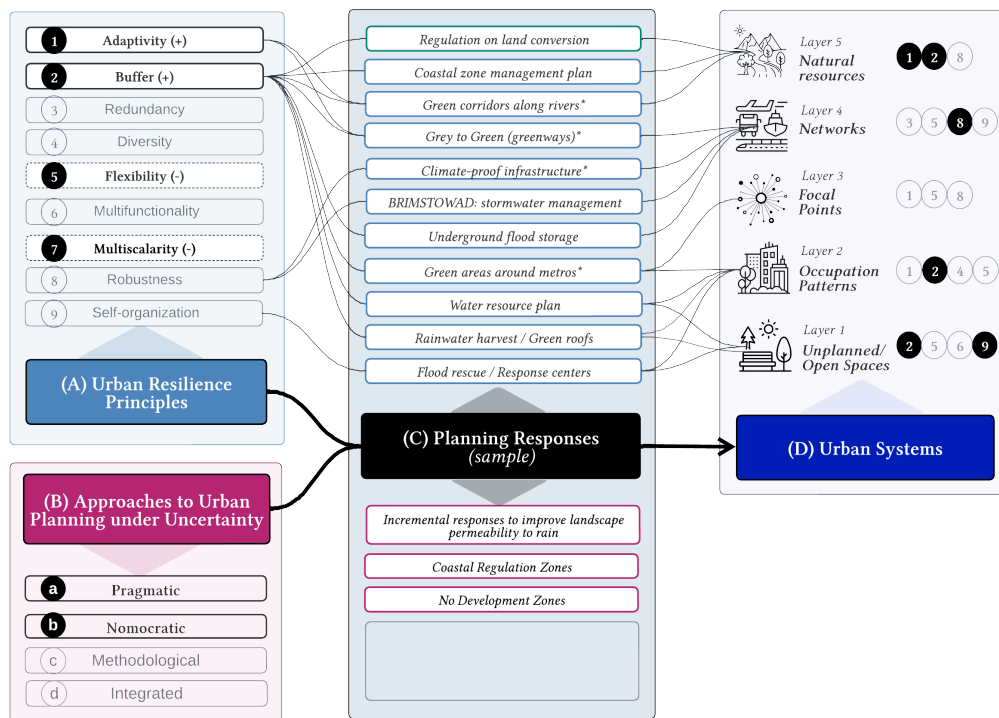 1 Adaptivity (+)
2 Buffer (+)
3 Redundancy
4 Diversity
5 Flexibility (-)
6 Multifunctionality
7 Multiscalarity (-)
8 Robustness
9 Self-organization
(A) Urban Resilience
Principles
(B) Approaches to Urban
Planning under Uncertainty
a Pragmatic
b Nomocratic
c Methodological
d Integrated
Regulation on land conversion
Coastal zone management plan
Green corridors along rivers*
Grey to Green (greenways)*
Climate-proof infrastructure*
BRIMSTOWAD: stormwater management
Underground flood storage
Green areas around metros*
Water resource plan
Rainwater harvest / Green roofs
Flood rescue / Response centers
(C) Planning Responses
(sample)
Incremental responses to improve landscape
permeability to rain
Coastal Regulation Zones
No Development Zones
Layer 5
Natural
resources
1 2 8
Layer 4
Networks
3 5 8 9
Layer 3
Focal
Points
1 5 8
Layer 2
Occupation
Patterns
1 2 4 5
Layer 1
Unplanned/
Open Spaces
2 5 6 9
(D) Urban Systems